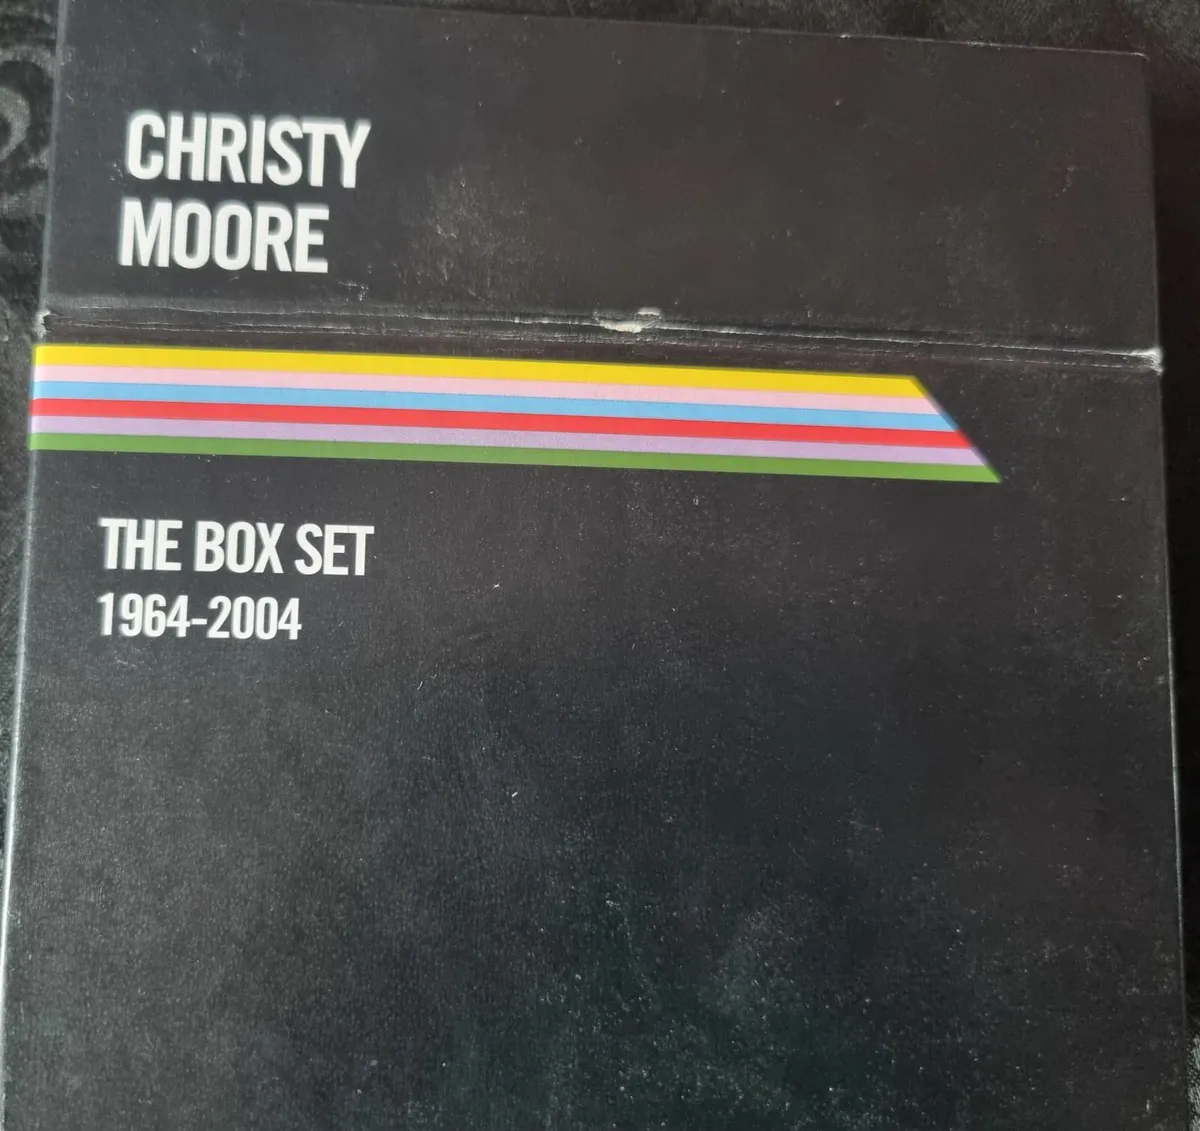 CHRISTY
MOORE
THE BOX SET
1964-2004